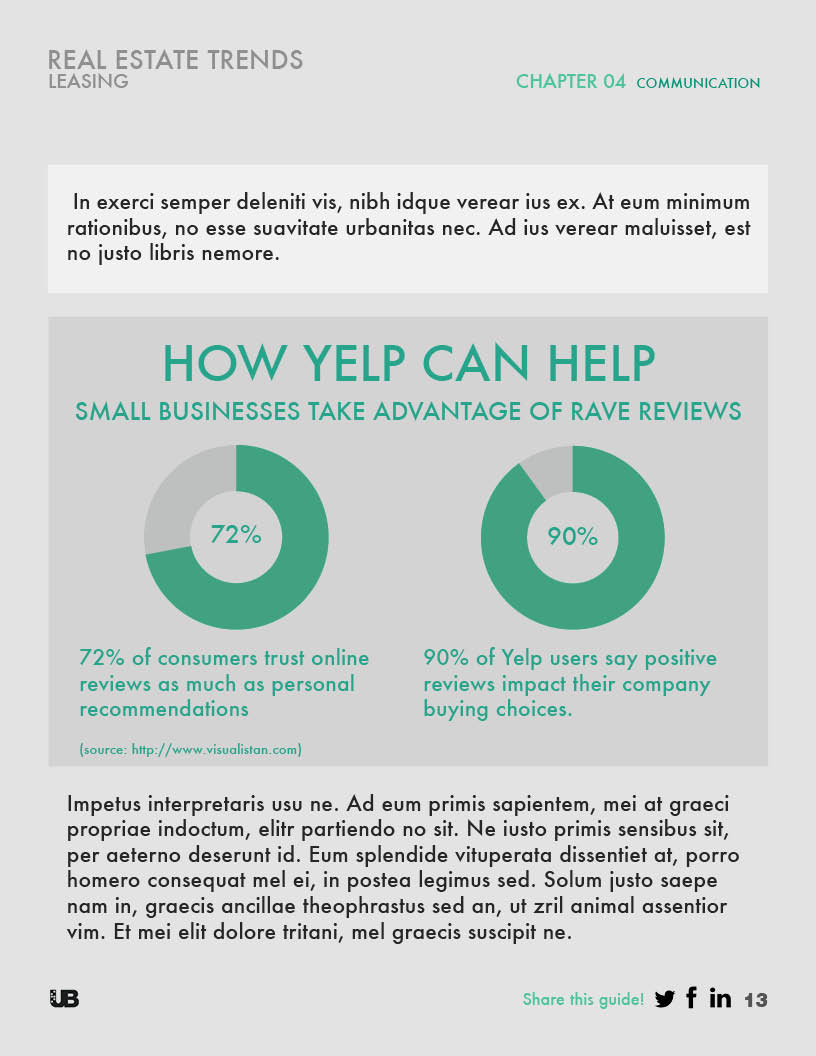 REAL ESTATE TRENDS
LEASING
CHAPTER 04 COMMUNICATION
In exerci semper deleniti vis, nibh idque verear ius ex. At eum minimum
rationibus, no esse suavitate urbanitas nec. Ad ius verear maluisset, est
no justo libris nemore.
HOW YELP CAN HELP
SMALL BUSINESSES TAKE ADVANTAGE OF RAVE REVIEWS
72%
90%
72% of consumers trust online
reviews as much as personal
recommendations
90% of Yelp users say positive
reviews impact their company
buying choices.
(source: http://www.visualistan.com)
Impetus interpretaris usu ne. Ad eum primis sapientem, mei at graeci
propriae indoctum, elitr partiendo no sit. Ne iusto primis sensibus sit,
per aeterno deserunt id. Eum splendide vituperata dissentiet at, porro
homero consequat mel ei, in postea legimus sed. Solum justo saepe
nam in, graecis ancillae theophrastus sed an, ut zril animal assentior
vim. Et mei elit dolore tritani, mel graecis suscipit ne.
UB
Share this guide! f in 13